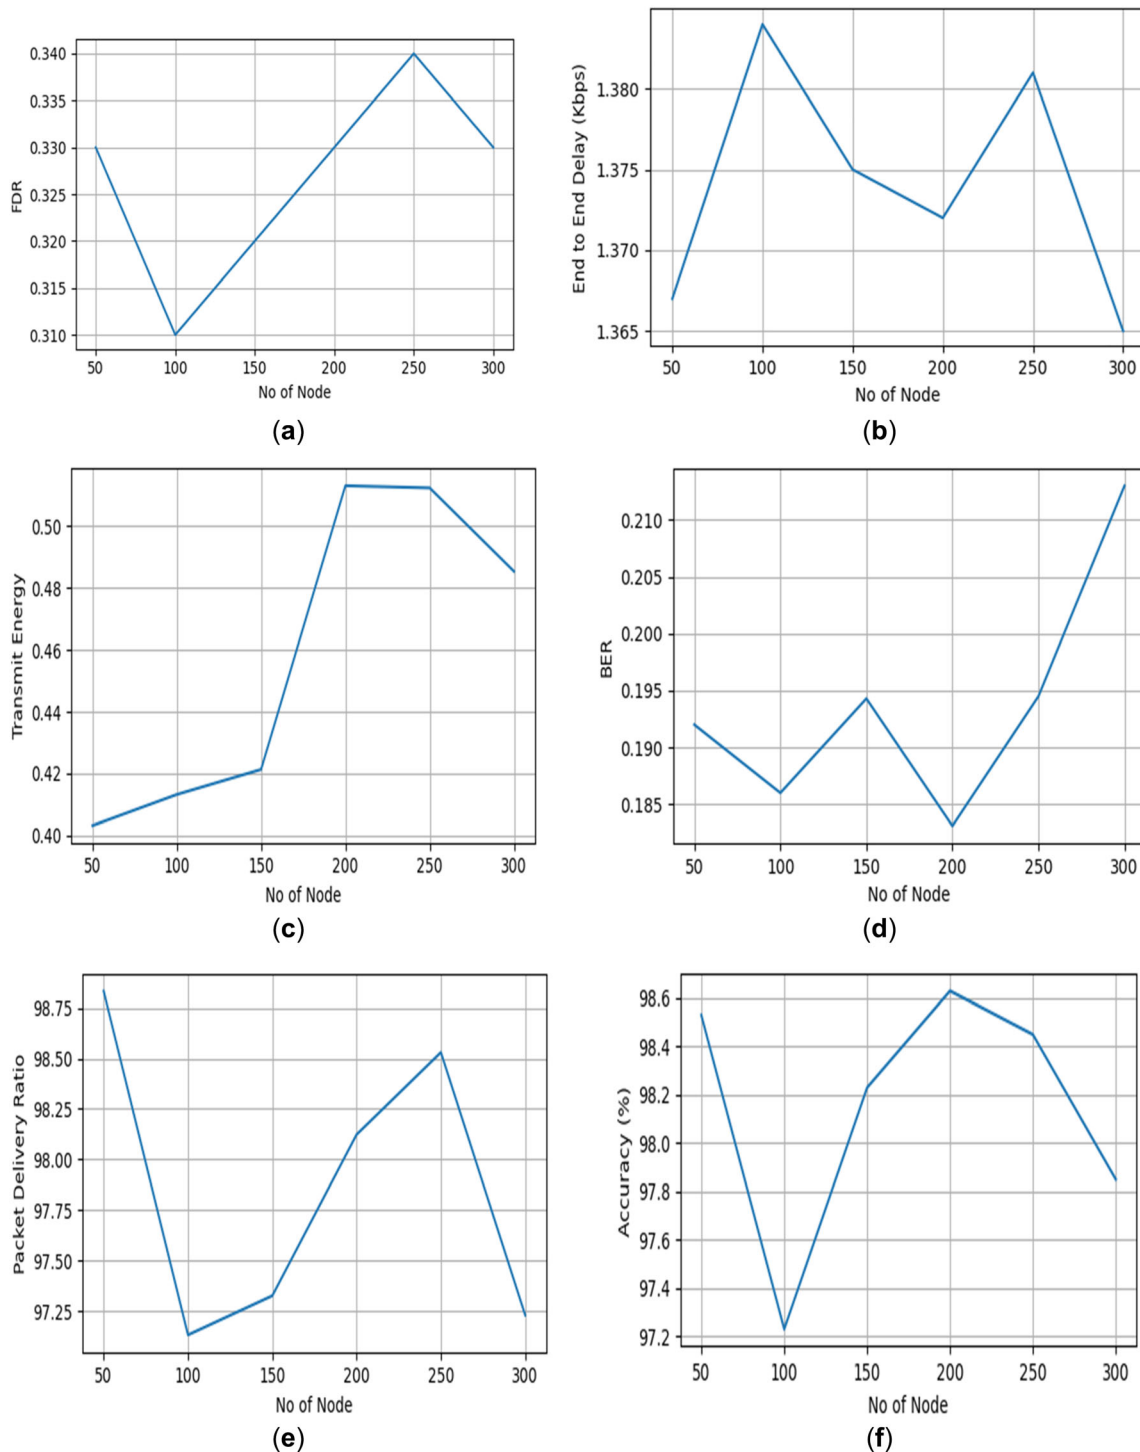 0.340
0.335
0.330
0.325
0.320
0.315
0.310
FDR
50 100 150 200 250 300
No of Node
(a)
1.380
1.375
1.370
1.365
End to End Delay (Kbps)
50 100 150 200 250 300
No of Node
(b)
0.50
0.48
0.46
0.44
0.42
0.40
Transmit Energy
50 100 150 200 250 300
No of Node
(c)
0.210
0.205
0.200
0.195
0.190
0.185
BER
50 100 150 200 250 300
No of Node
(d)
98.75
98.50
98.25
98.00
97.75
97.50
97.25
Packet Delivery Ratio
50 100 150 200 250 300
No of Node
(e)
98.6
98.4
98.2
98.0
97.8
97.6
97.4
97.2
Accuracy (%)
50 100 150 200 250 300
No of Node
(f)